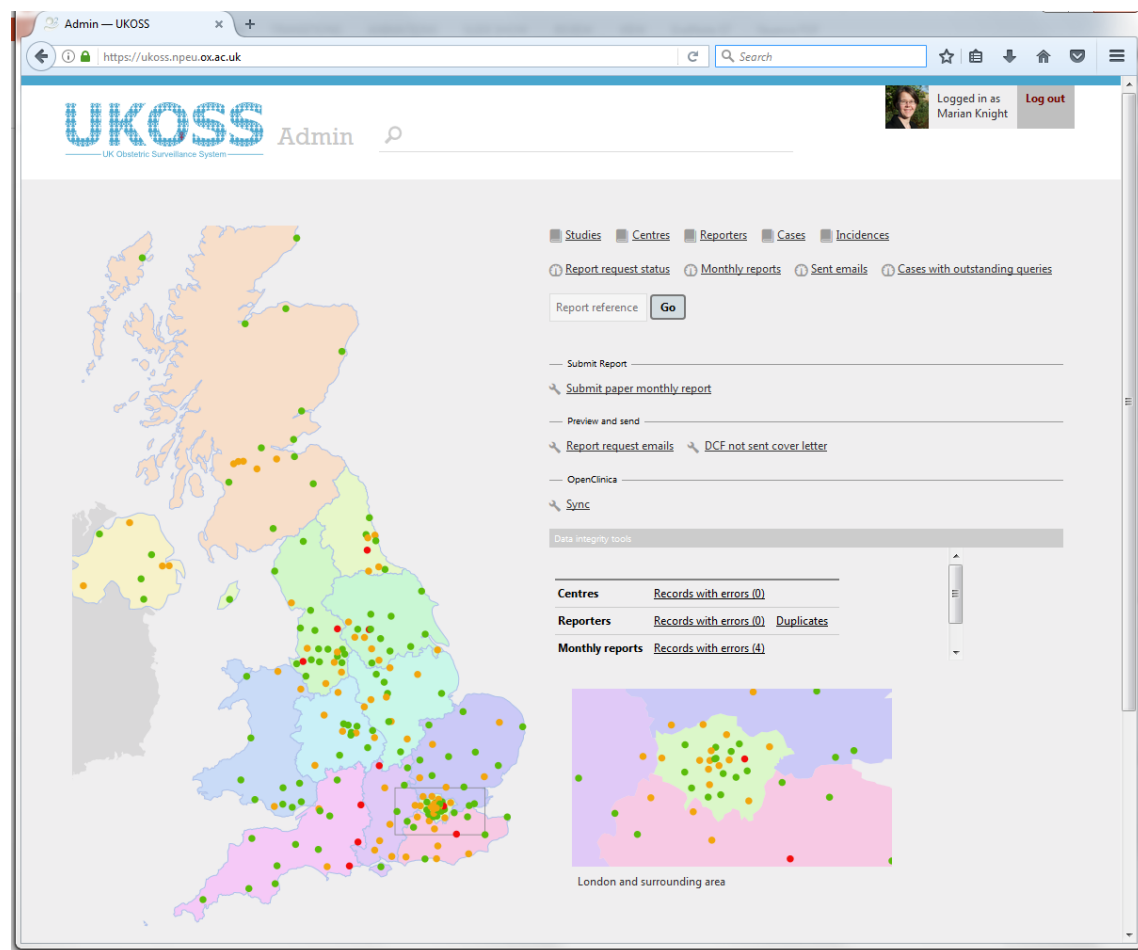 Admin — UKOSS
https://ukoss.npeu.ox.ac.uk
Search
Logged in as
Marian Knight
Log out
UKOSS
Admin
UK Obstetric Surveillance System
Studies Centres Reporters Cases Incidences
Report request status Monthly reports Sent emails Cases with outstanding queries
Report reference Go
Submit Report
Submit paper monthly report
Preview and send
Report request emails DCF not sent cover letter
OpenClinica
Sync
Data integrity tools
Centres Records with errors (0)
Reporters Records with errors (0) Duplicates
Monthly reports Records with errors (4)
London and surrounding area